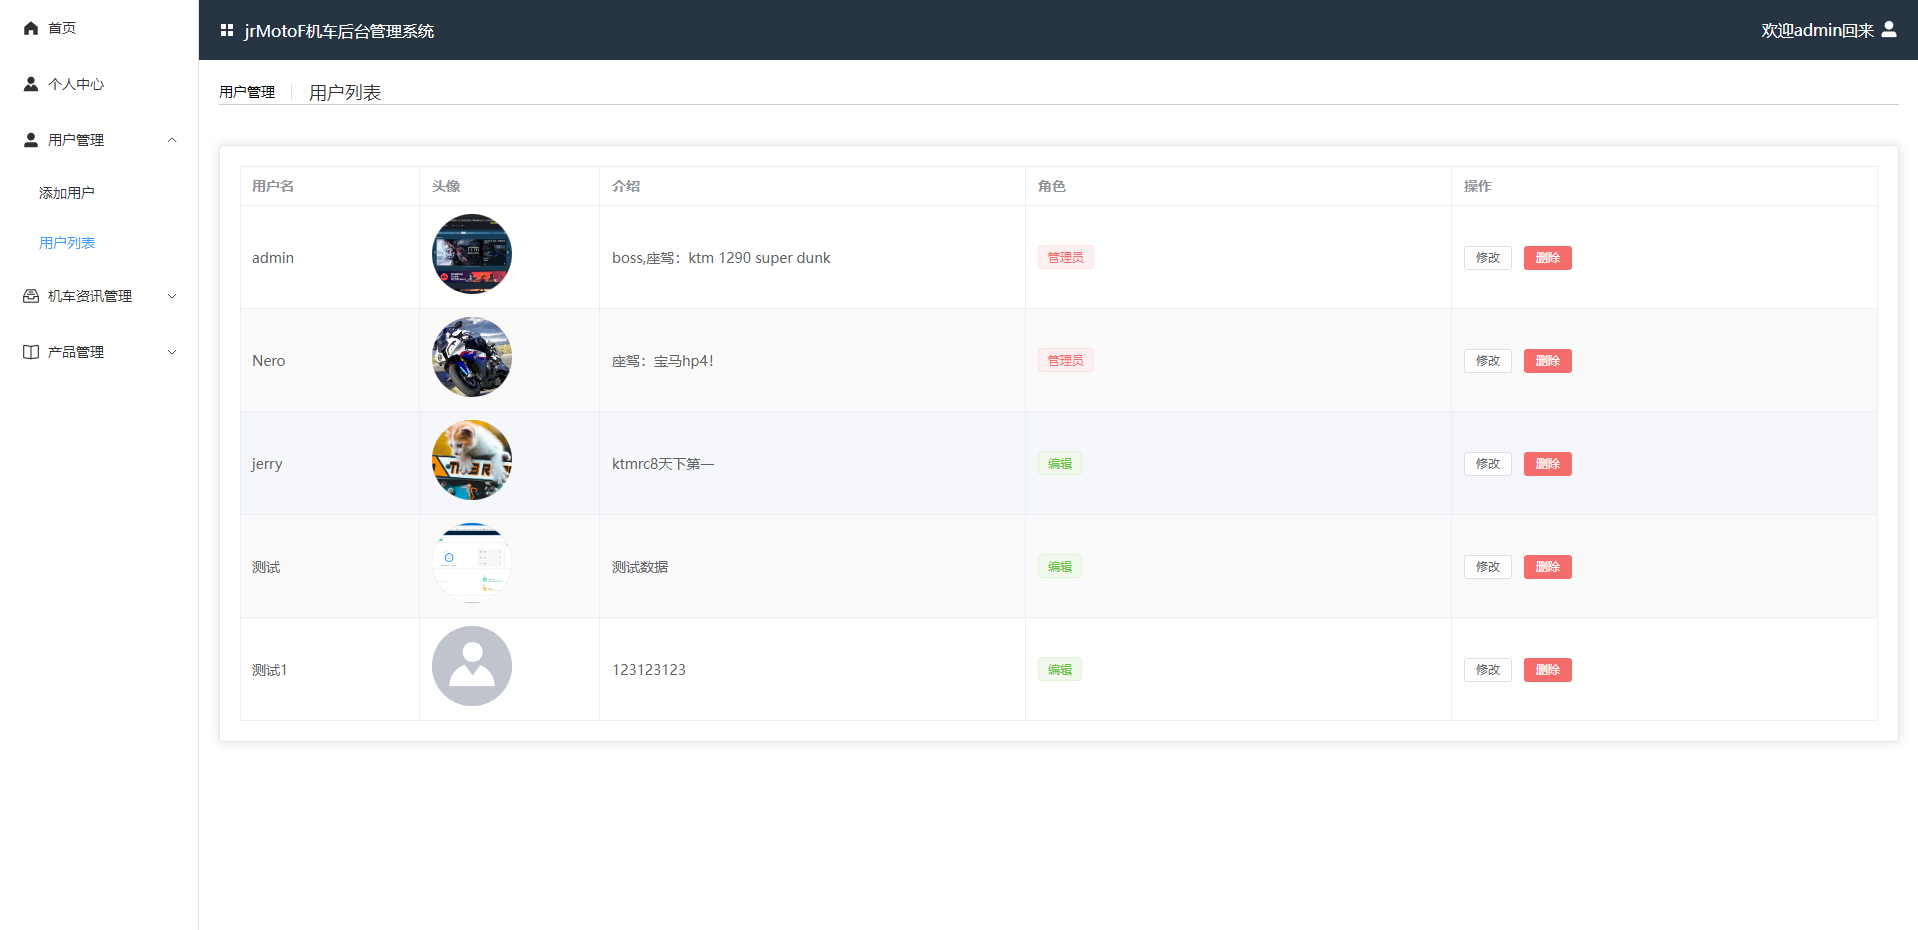 首页
个人中心
用户管理
添加用户
用户列表
机车资讯管理
产品管理
jrMotoF机车后台管理系统
欢迎admin回来
用户管理 用户列表
用户名 头像 介绍 角色 操作
admin boss,座驾：ktm 1290 super dunk 管理员 修改 删除
Nero 座驾：宝马hp4！ 管理员 修改 删除
jerry ktmrc8天下第一 编辑 修改 删除
测试 测试数据 编辑 修改 删除
测试1 123123123 编辑 修改 删除